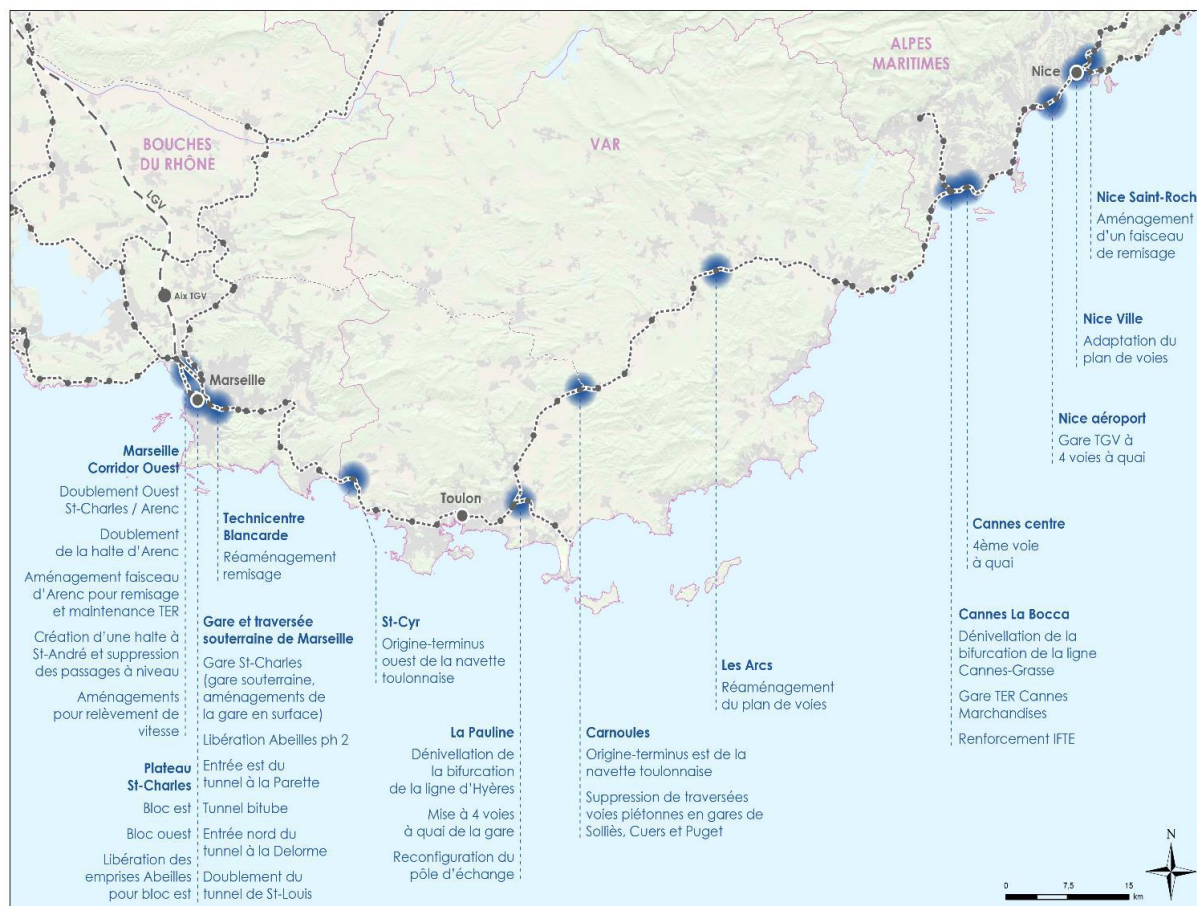 ALPES
MARITIMES
Nice
BOUCHES
DU RHÔNE
VAR
LGV
Aix TGV
Marseille
Toulon
Nice Saint-Roch
Aménagement
d'un faisceau
de remisage
Nice Ville
Adaptation du
plan de voies
Nice aéroport
Gare TGV à
4 voies à quai
Cannes centre
4ème voie
à quai
Cannes La Bocca
Dénivellation de la
bifurcation de la ligne
Cannes-Grasse
Gare TER Cannes
Marchandises
Renforcement IFTE
Marseille
Corridor Ouest
Doublement Ouest
St-Charles / Arenc
Doublement
de la halte d'Arenc
Aménagement faisceau
d'Arenc pour remisage
et maintenance TER
Création d'une halte à
St-André et suppression
des passages à niveau
Aménagements
pour relèvement de
vitesse
Plateau
St-Charles
Bloc est
Bloc ouest
Libération des
emprises Abeilles
pour bloc est
Technicentre
Blancarde
Réaménagement
remisage
Gare et traversée
souterraine de Marseille
Gare St-Charles
(gare souterraine,
aménagements de
la gare en surface)
Libération Abeilles ph 2
Entrée est du
tunnel à la Parette
Tunnel bitube
Entrée nord du
tunnel à la Delorme
Doublement du
tunnel de St-Louis
St-Cyr
Origine-terminus
ouest de la navette
toulonnaise
La Pauline
Dénivellation de
la bifurcation
de la ligne d'Hyères
Mise à 4 voies
à quai de la gare
Reconfiguration du
pôle d'échange
Carnoules
Origine-terminus est de la
navette toulonnaise
Suppression de traversées
voies piétonnes en gares de
Solliès, Cuers et Puget
Les Arcs
Réaménagement
du plan de voies
N
0 7,5 15
km